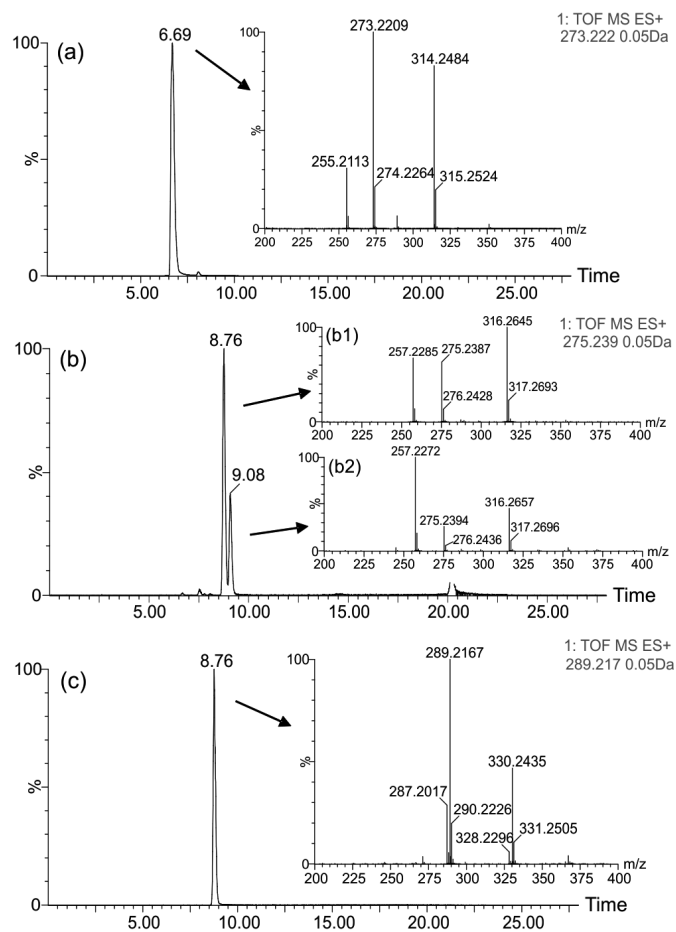 1: TOF MS ES+
273.222 0.05Da
(a)
6.69
100
%
0
5.00 10.00 15.00 20.00 25.00 Time
100
%
0
273.2209
314.2484
255.2113
274.2264
315.2524
200 225 250 275 300 325 350 375 400 m/z
1: TOF MS ES+
275.239 0.05Da
(b)
8.76
9.08
100
%
0
5.00 10.00 15.00 20.00 25.00 Time
(b1)
100
%
0
316.2645
257.2285
275.2387
276.2428
317.2693
200 225 250 275 300 325 350 375 400 m/z
(b2)
100
%
0
257.2272
316.2657
275.2394
276.2436
317.2696
200 225 250 275 300 325 350 375 400 m/z
1: TOF MS ES+
289.217 0.05Da
(c)
8.76
100
%
0
5.00 10.00 15.00 20.00 25.00 Time
100
%
0
289.2167
330.2435
287.2017
290.2226
328.2296
331.2505
200 225 250 275 300 325 350 375 400 m/z